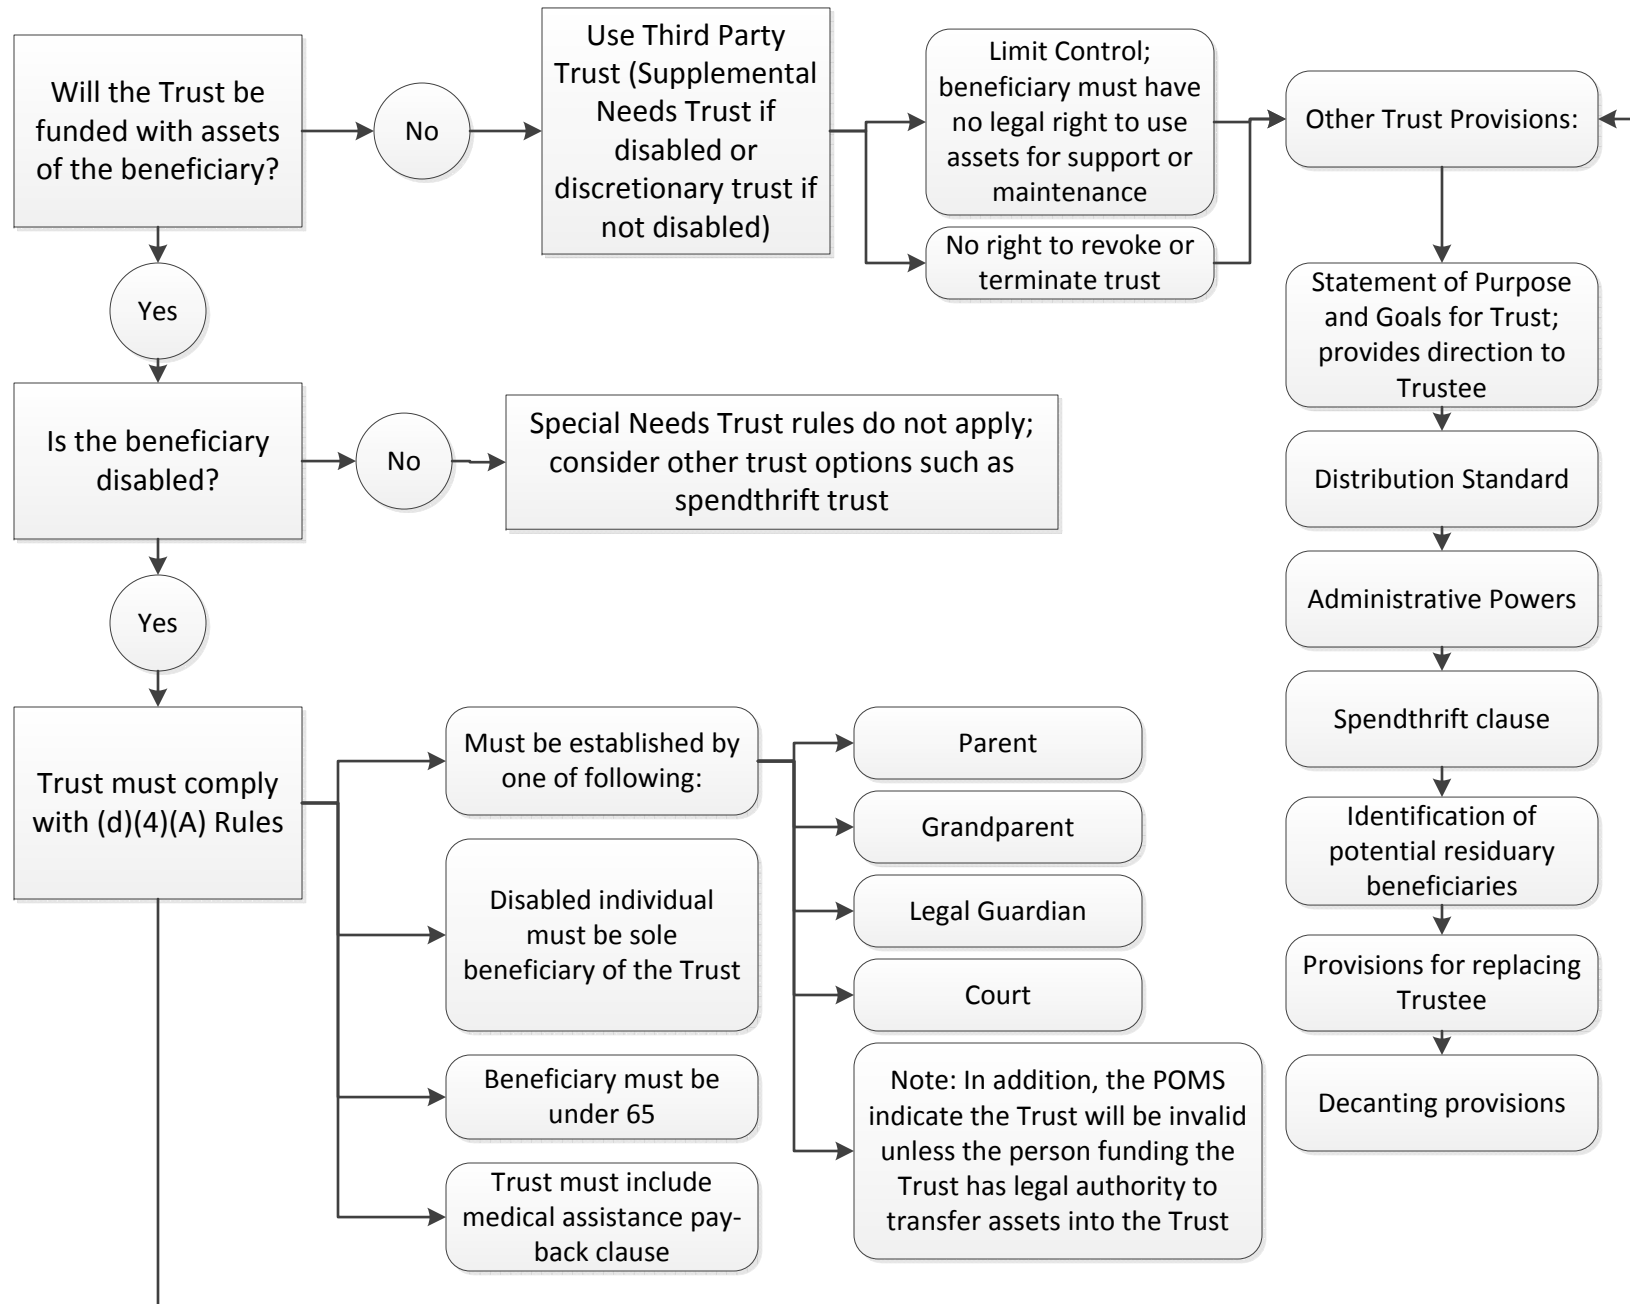 Will the Trust be
funded with assets
of the beneficiary?
No
Use Third Party
Trust (Supplemental
Needs Trust if
disabled or
discretionary trust if
not disabled)
Limit Control;
beneficiary must have
no legal right to use
assets for support or
maintenance
No right to revoke or
terminate trust
Other Trust Provisions:
Statement of Purpose
and Goals for Trust;
provides direction to
Trustee
Distribution Standard
Administrative Powers
Spendthrift clause
Identification of
potential residuary
beneficiaries
Provisions for replacing
Trustee
Decanting provisions
Yes
Is the beneficiary
disabled?
No
Special Needs Trust rules do not apply;
consider other trust options such as
spendthrift trust
Yes
Trust must comply
with (d)(4)(A) Rules
Must be established by
one of following:
Parent
Grandparent
Legal Guardian
Court
Note: In addition, the POMS
indicate the Trust will be invalid
unless the person funding the
Trust has legal authority to
transfer assets into the Trust
Disabled individual
must be sole
beneficiary of the Trust
Beneficiary must be
under 65
Trust must include
medical assistance pay-
back clause